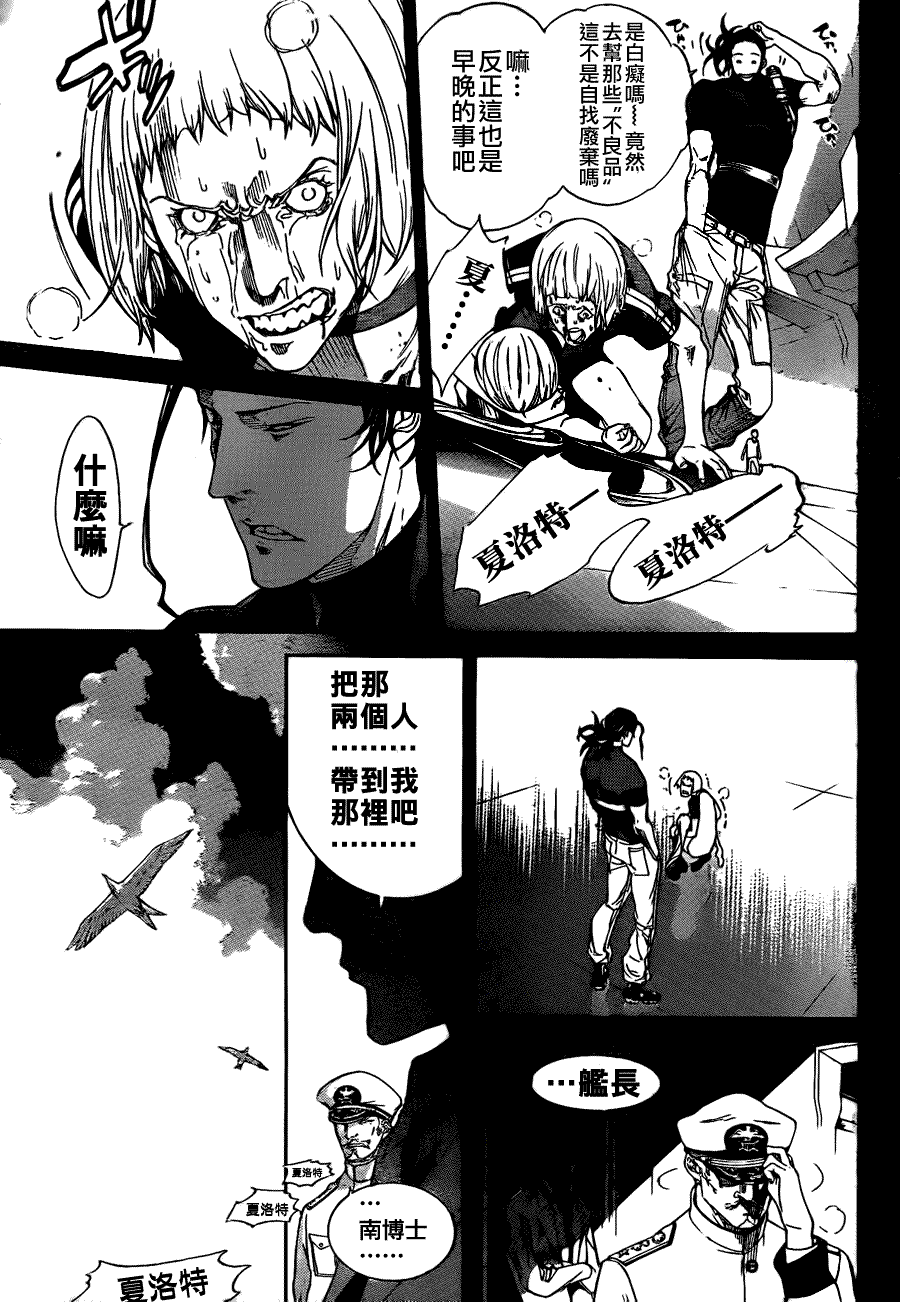 是白癡嗎~~竟然
去幫那些"不良品"
這不是自找廢棄嗎
嘛…
反正這也是
早晚的事吧
夏……
夏洛特——
夏洛特——
什麼嘛
把那
兩個人
………
帶到我
那裡吧
………
…艦長
…
南博士
……
夏洛特
夏洛特
夏洛特